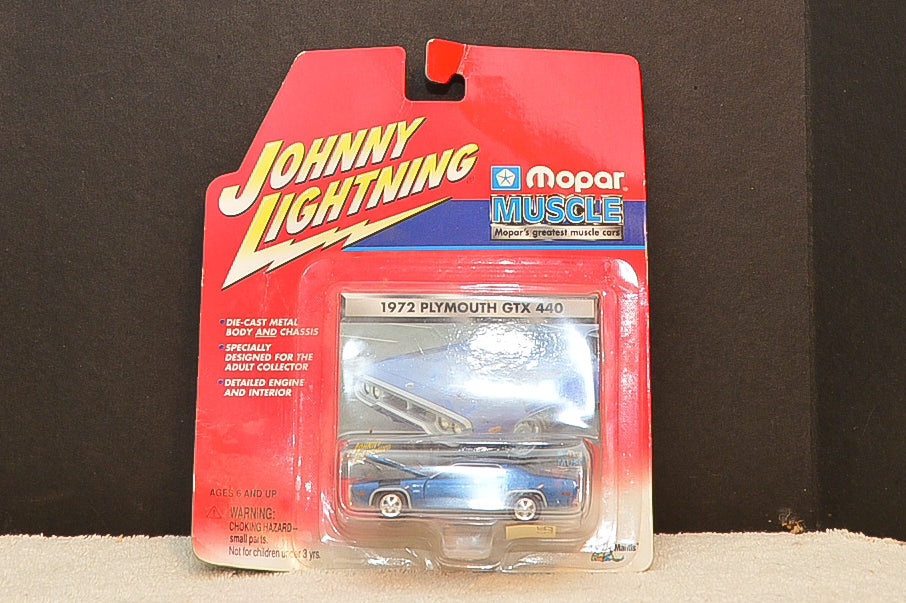 JOHNNY
LIGHTNING
mopar
MUSCLE
Mopar's greatest muscle cars
1972 PLYMOUTH GTX 440
• DIE-CAST METAL
BODY AND CHASSIS
• SPECIALLY
DESIGNED FOR THE
ADULT COLLECTOR
• DETAILED ENGINE
AND INTERIOR
AGES 6 AND UP
WARNING:
CHOKING HAZARD–
small parts.
Not for children under 3 yrs.